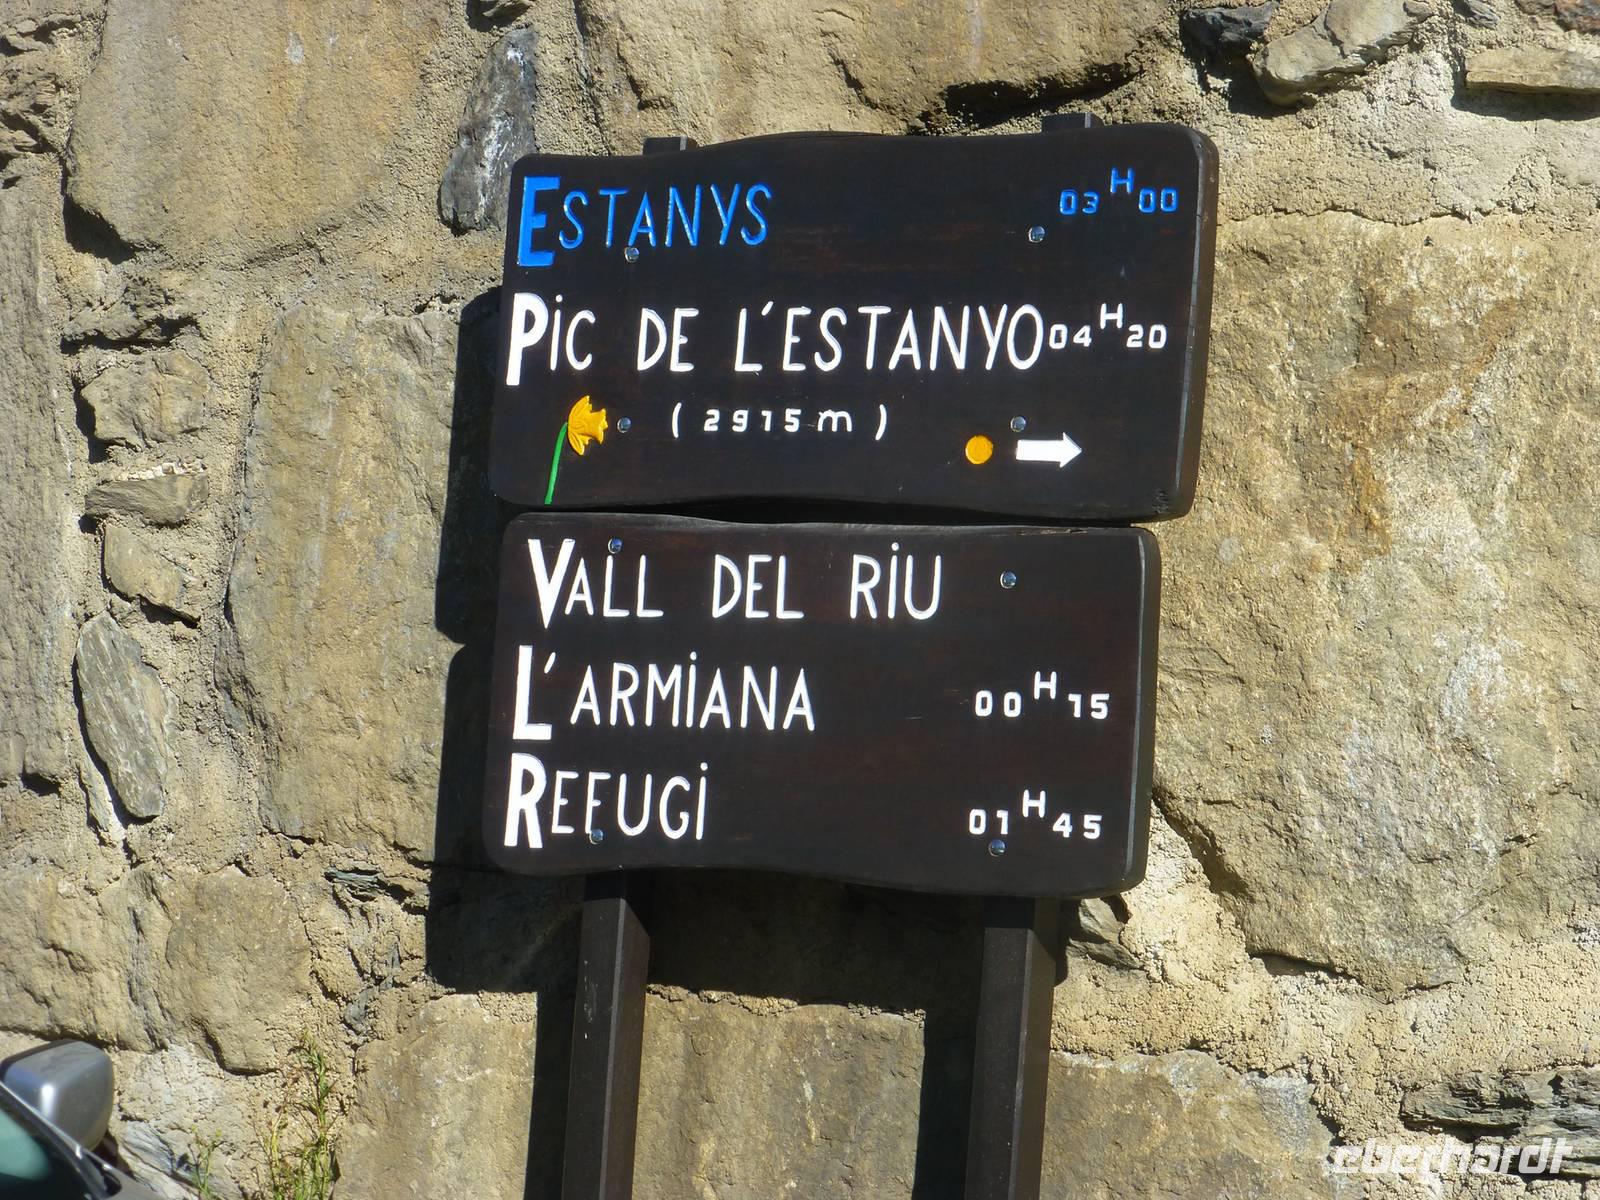 ESTANYS 03H00
PIC DE L'ESTANYO 04H20
(2915m)
VALL DEL RIU
L'ARMIANA 00H15
REFUGI 01H45
eberhardt